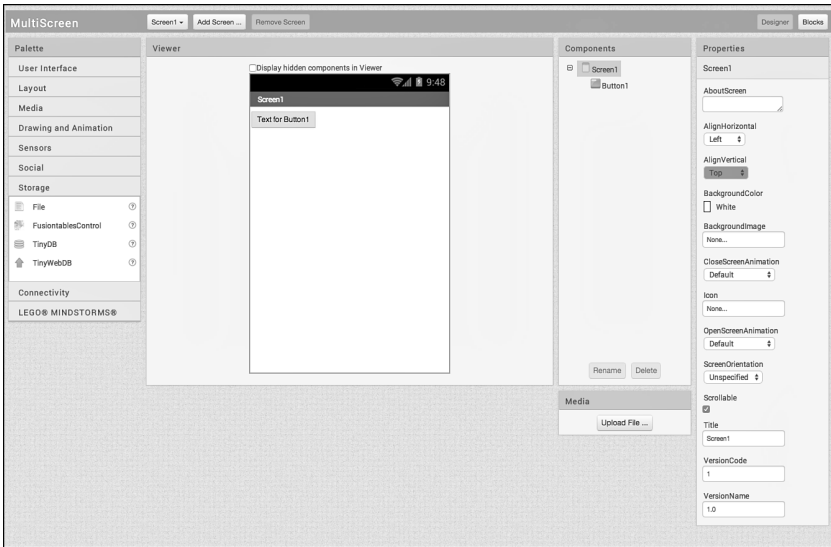 MultiScreen
Screen1
Add Screen ...
Remove Screen
Designer
Blocks
Palette
User Interface
Layout
Media
Drawing and Animation
Sensors
Social
Storage
File
FusiontablesControl
TinyDB
TinyWebDB
Connectivity
LEGO® MINDSTORMS®
Viewer
Display hidden components in Viewer
9:48
Screen1
Text for Button1
Components
Screen1
Button1
Rename
Delete
Media
Upload File ...
Properties
Screen1
AboutScreen
AlignHorizontal
Left
AlignVertical
Top
BackgroundColor
White
BackgroundImage
None...
CloseScreenAnimation
Default
Icon
None...
OpenScreenAnimation
Default
ScreenOrientation
Unspecified
Scrollable
Title
Screen1
VersionCode
1
VersionName
1.0